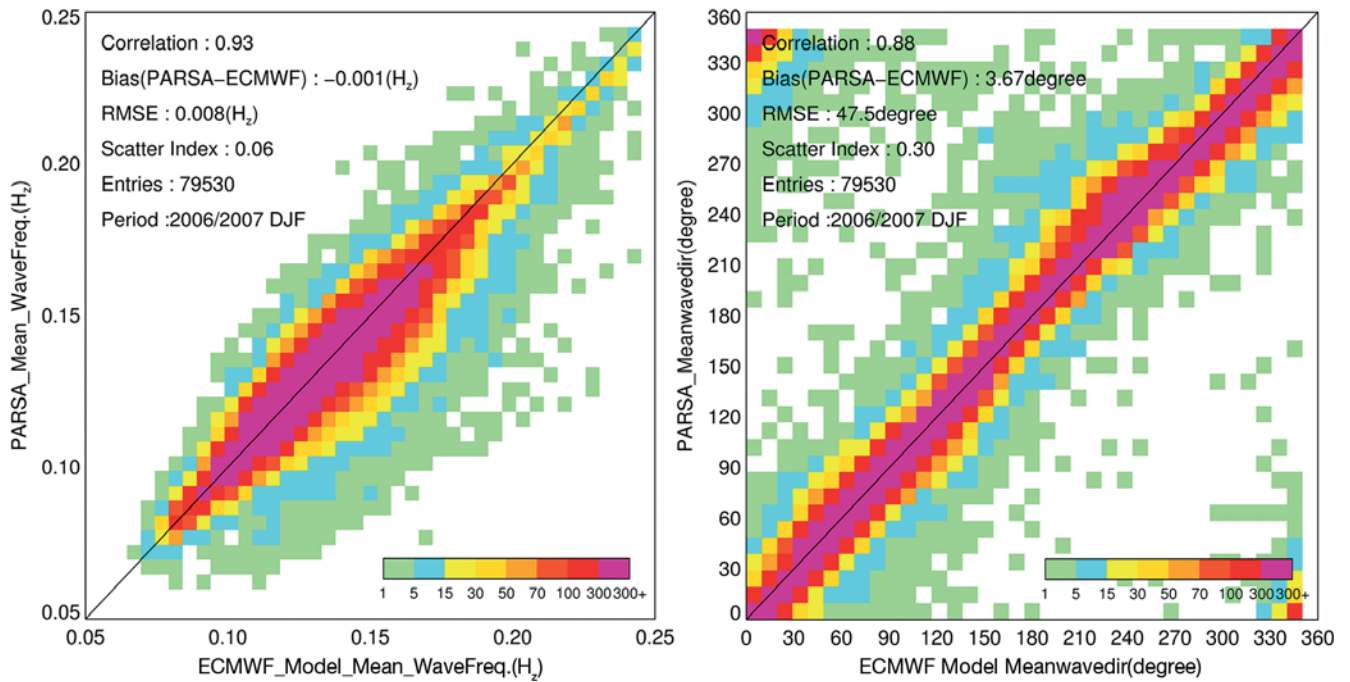 0.25
0.20
0.15
0.10
0.05
PARSA_Mean_WaveFreq.(Hz)
Correlation : 0.93
Bias(PARSA−ECMWF) : −0.001(Hz)
RMSE : 0.008(Hz)
Scatter Index : 0.06
Entries : 79530
Period :2006/2007 DJF
1 5 15 30 50 70 100 300 300+
0.05 0.10 0.15 0.20 0.25
ECMWF_Model_Mean_WaveFreq.(Hz)
360
330
300
270
240
210
180
150
120
90
60
30
0
PARSA_Meanwavedir(degree)
Correlation : 0.88
Bias(PARSA−ECMWF) : 3.67degree
RMSE : 47.5degree
Scatter Index : 0.30
Entries : 79530
Period :2006/2007 DJF
1 5 15 30 50 70 100 300 300+
0 30 60 90 120 150 180 210 240 270 300 330 360
ECMWF Model Meanwavedir(degree)